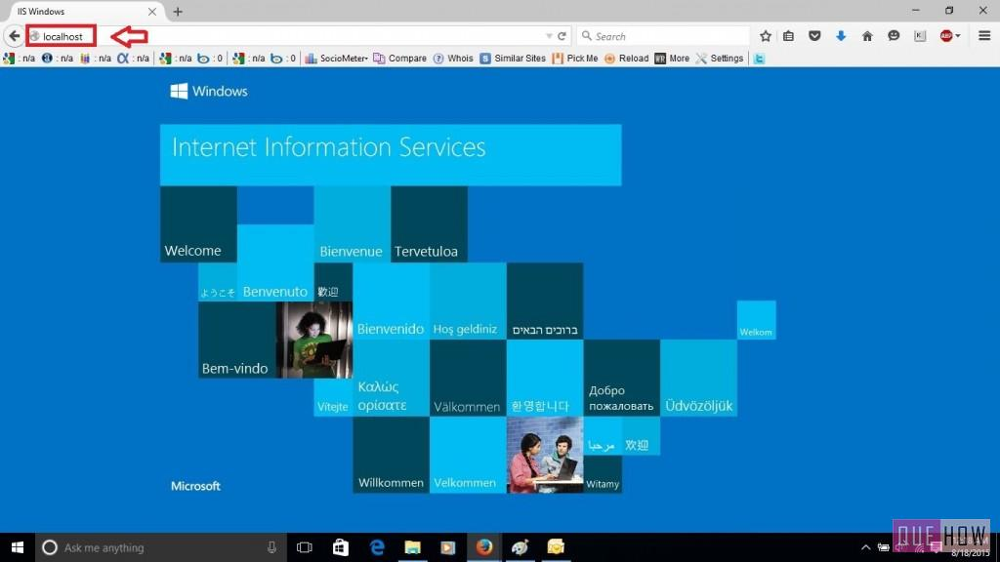 IIS Windows
localhost
Search
: n/a : n/a : n/a : n/a : n/a : 0 : n/a : 0 SocioMeter Compare Whois Similar Sites Pick Me Reload More Settings
Windows
Internet Information Services
Welcome
Bienvenue
Tervetuloa
ようこそ
Benvenuto
歡迎
Bienvenido
Hoş geldiniz
ברוכים הבאים
Welkom
Bem-vindo
Vítejte
Καλώς
ορίσατε
Välkommen
환영합니다
Добро
пожаловать
Üdvözöljük
Willkommen
Velkommen
مرحبا
欢迎
Witamy
Microsoft
Ask me anything
QUE HOW
8/18/2015